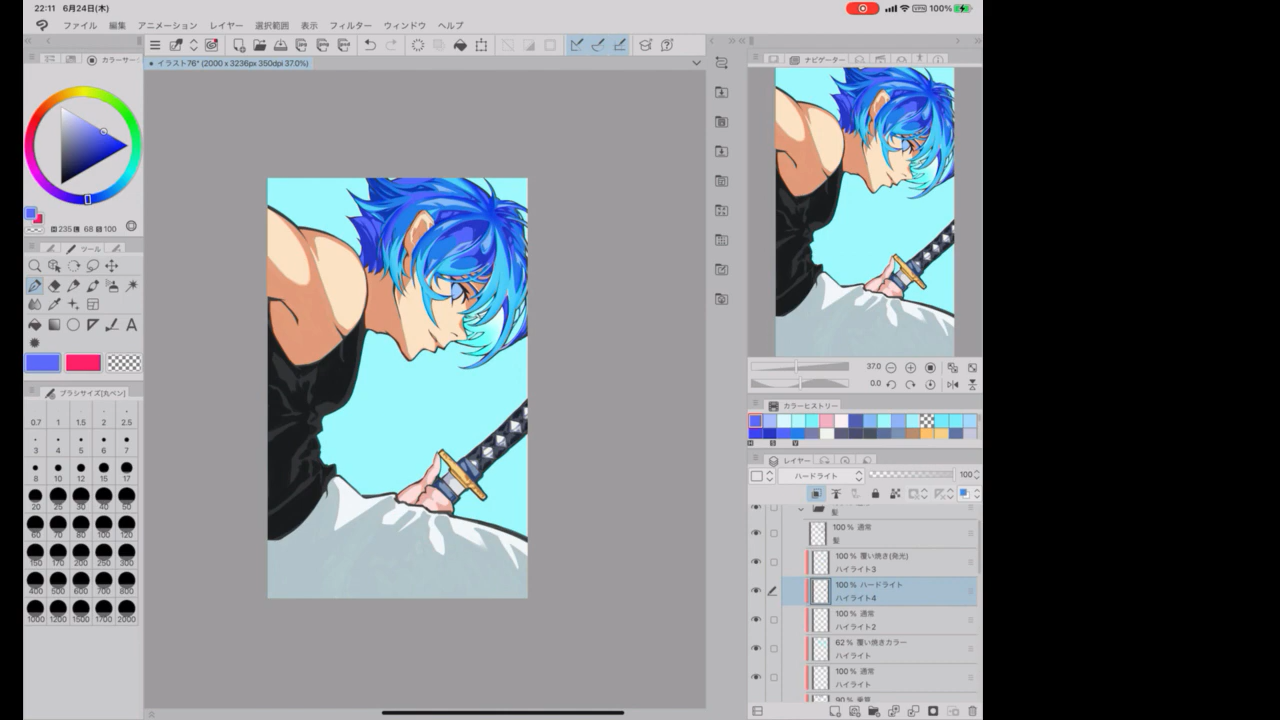 22:11 6月24日(木)
VPN 100%
ファイル 編集 アニメーション レイヤー 選択範囲 表示 フィルター ウィンドウ ヘルプ
イラスト76* (2000 x 3236px 350dpi 37.0%)
カラーサー
ナビゲーター
H 235 L 68 S 100
ツール
A
37.0
0.0
ブラシサイズ[丸ペン]
カラーヒストリー
0.7 1 1.5 2 2.5
3 4 5 6 7
8 10 12 15 17
20 25 30 40 50
60 70 80 100 120
150 170 200 250 300
400 500 600 700 800
1000 1200 1500 1700 2000
H S V
レイヤー
ハードライト 100
髪
100 % 通常
髪
100 % 覆い焼き(発光)
ハイライト3
100 % ハードライト
ハイライト4
100 % 通常
ハイライト2
62 % 覆い焼きカラー
ハイライト
100 % 通常
ハイライト